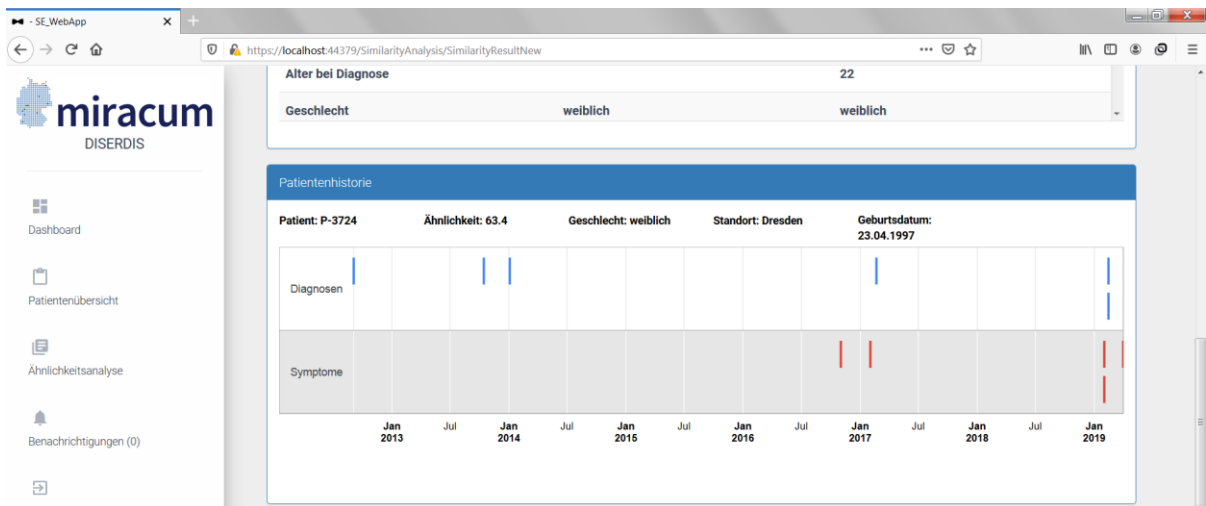 - SE_WebApp
https://localhost:44379/SimilarityAnalysis/SimilarityResultNew
miracum
DISERDIS
Dashboard
Patientenübersicht
Ähnlichkeitsanalyse
Benachrichtigungen (0)
Alter bei Diagnose 22
Geschlecht weiblich weiblich
Patientenhistorie
Patient: P-3724 Ähnlichkeit: 63.4 Geschlecht: weiblich Standort: Dresden Geburtsdatum:
23.04.1997
Diagnosen
Symptome
Jan Jul Jan Jul Jan Jul Jan Jul Jan Jul Jan Jul Jan
2013 2014 2015 2016 2017 2018 2019